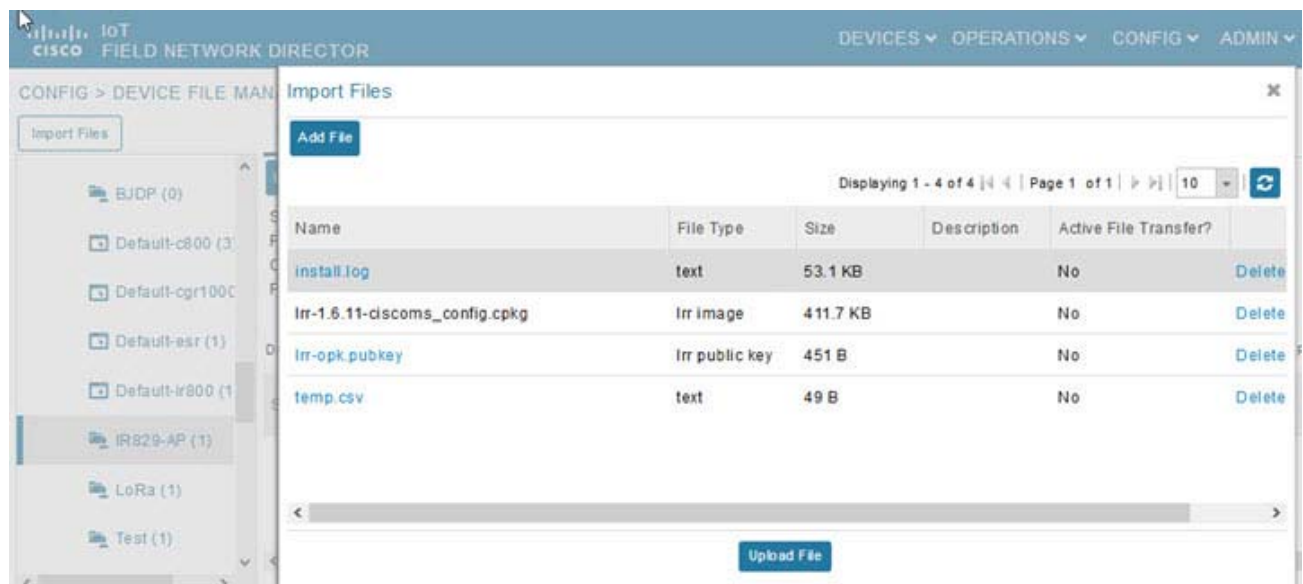 IoT
CISCO FIELD NETWORK DIRECTOR
DEVICES OPERATIONS CONFIG ADMIN
CONFIG > DEVICE FILE MAN
Import Files
Import Files
Add File
Displaying 1 - 4 of 4 | Page 1 of 1 | 10
BJDP (0)
Default-c800 (3)
Default-cgr1000
Default-esr (1)
Default-ir800 (1
IR829-AP (1)
LoRa (1)
Test (1)
Name File Type Size Description Active File Transfer?
install.log text 53.1 KB No Delete
lrr-1.6.11-ciscoms_config.cpkg lrr image 411.7 KB No Delete
lrr-opk.pubkey lrr public key 451 B No Delete
temp.csv text 49 B No Delete
Upload File